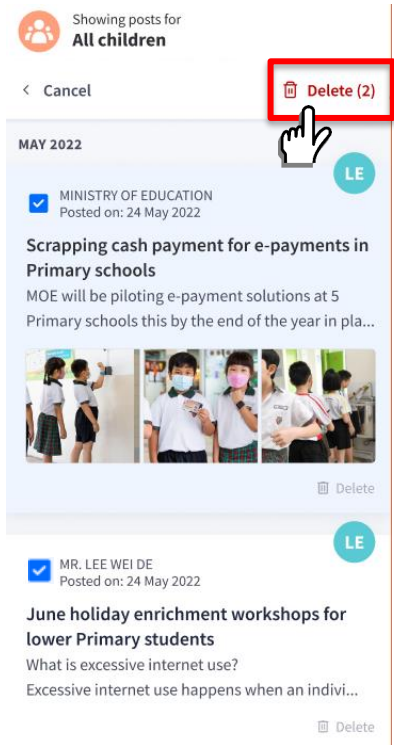 Showing posts for
All children
< Cancel
Delete (2)
MAY 2022
LE
MINISTRY OF EDUCATION
Posted on: 24 May 2022
Scrapping cash payment for e-payments in
Primary schools
MOE will be piloting e-payment solutions at 5
Primary schools this by the end of the year in pla...
Delete
LE
MR. LEE WEI DE
Posted on: 24 May 2022
June holiday enrichment workshops for
lower Primary students
What is excessive internet use?
Excessive internet use happens when an indivi...
Delete